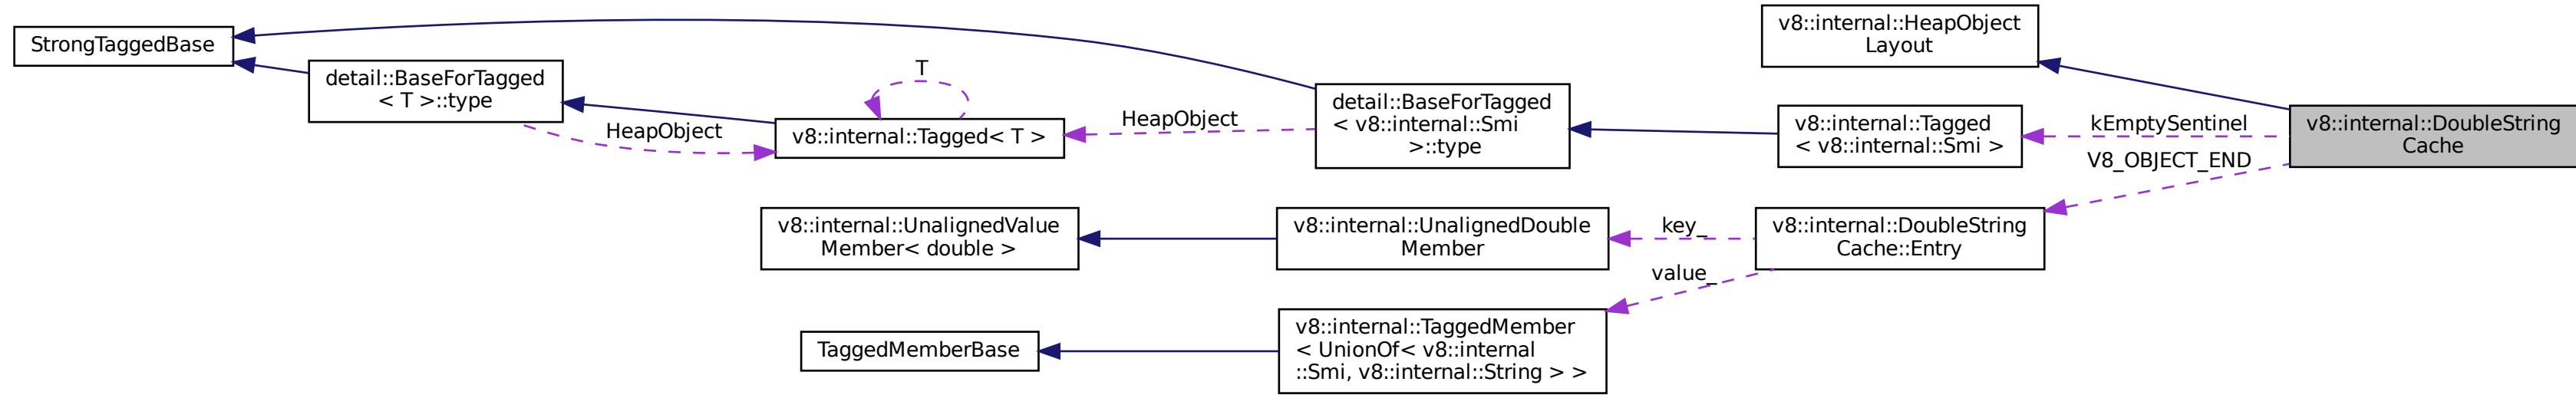 StrongTaggedBase
detail::BaseForTagged
< T >::type
HeapObject
T
v8::internal::Tagged< T >
HeapObject
detail::BaseForTagged
< v8::internal::Smi
>::type
v8::internal::HeapObject
Layout
v8::internal::Tagged
< v8::internal::Smi >
kEmptySentinel
V8_OBJECT_END
v8::internal::DoubleString
Cache
v8::internal::UnalignedValue
Member< double >
v8::internal::UnalignedDouble
Member
key_
value_
v8::internal::DoubleString
Cache::Entry
TaggedMemberBase
v8::internal::TaggedMember
< UnionOf< v8::internal
::Smi, v8::internal::String > >